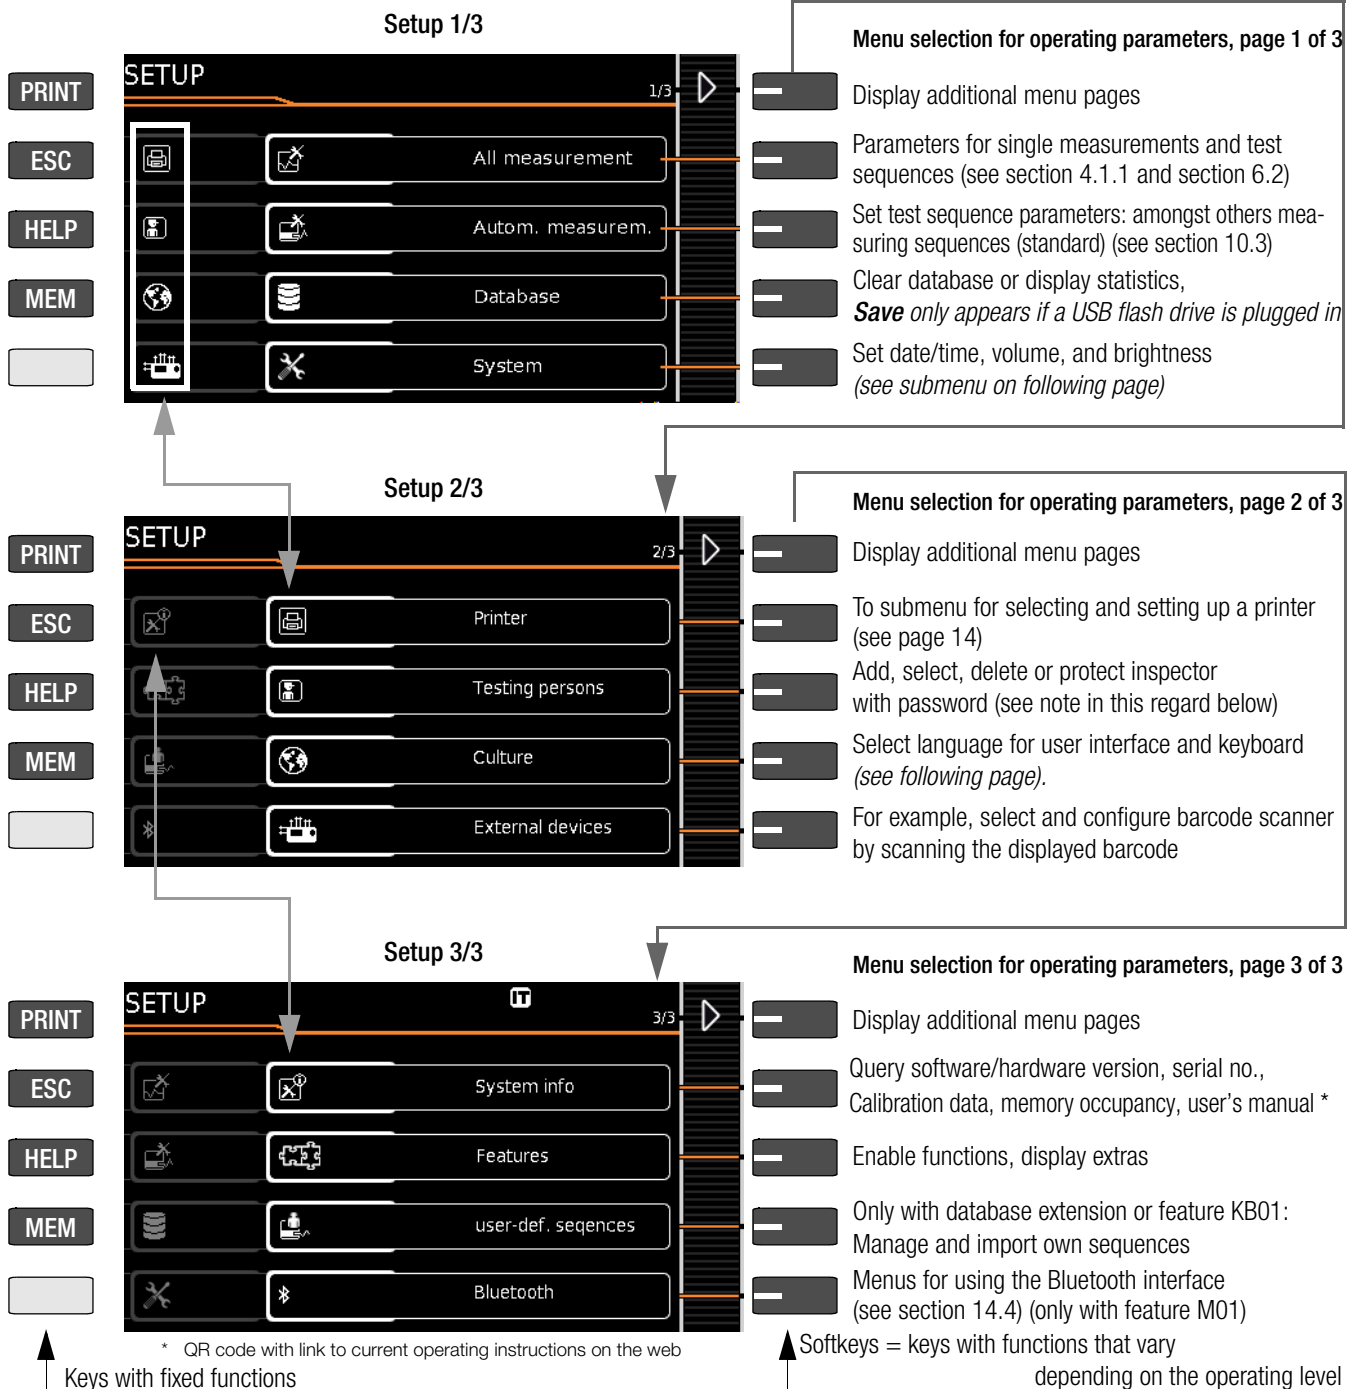 Setup 1/3
Menu selection for operating parameters, page 1 of 3
SETUP
1/3
PRINT
Display additional menu pages
ESC
All measurement
Parameters for single measurements and test
sequences (see section 4.1.1 and section 6.2)
HELP
Autom. measurem.
Set test sequence parameters: amongst others mea-
suring sequences (standard) (see section 10.3)
MEM
Database
Clear database or display statistics,
Save only appears if a USB flash drive is plugged in
System
Set date/time, volume, and brightness
(see submenu on following page)
Setup 2/3
Menu selection for operating parameters, page 2 of 3
SETUP
2/3
PRINT
Display additional menu pages
ESC
Printer
To submenu for selecting and setting up a printer
(see page 14)
HELP
Testing persons
Add, select, delete or protect inspector
with password (see note in this regard below)
MEM
Culture
Select language for user interface and keyboard
(see following page).
External devices
For example, select and configure barcode scanner
by scanning the displayed barcode
Setup 3/3
Menu selection for operating parameters, page 3 of 3
SETUP
IT
3/3
PRINT
Display additional menu pages
ESC
System info
Query software/hardware version, serial no.,
Calibration data, memory occupancy, user's manual *
HELP
Features
Enable functions, display extras
MEM
user-def. seqences
Only with database extension or feature KB01:
Manage and import own sequences
Bluetooth
Menus for using the Bluetooth interface
(see section 14.4) (only with feature M01)
* QR code with link to current operating instructions on the web
Keys with fixed functions
Softkeys = keys with functions that vary
depending on the operating level